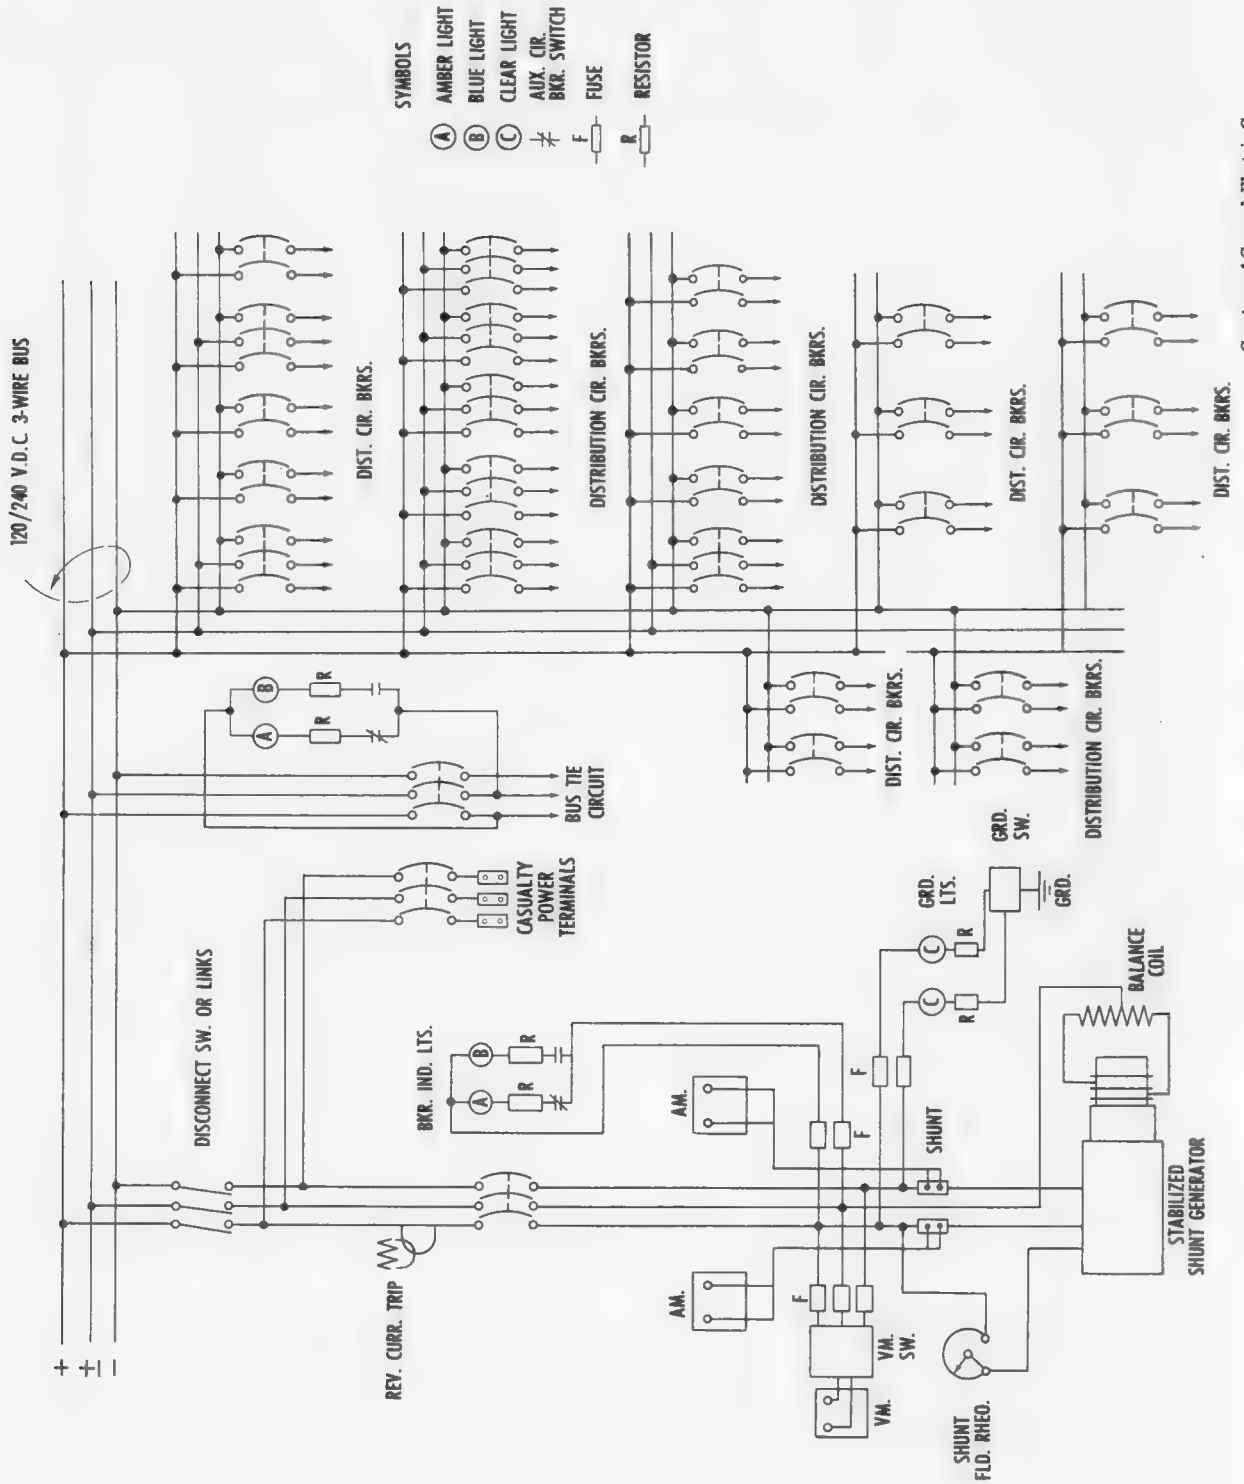 120/240 V.D.C 3-WIRE BUS
+
±
−
DISCONNECT SW. OR LINKS
REV. CURR. TRIP
CASUALTY
POWER
TERMINALS
BUS TIE
CIRCUIT
A
B
R
R
DIST. CIR. BKRS.
DISTRIBUTION CIR. BKRS.
DISTRIBUTION CIR. BKRS.
DIST. CIR. BKRS.
DIST. CIR. BKRS.
DIST. CIR. BKRS.
DISTRIBUTION CIR. BKRS.
SYMBOLS
A AMBER LIGHT
B BLUE LIGHT
C CLEAR LIGHT
AUX. CIR.
BKR. SWITCH
F FUSE
R RESISTOR
BKR. IND. LTS.
A
B
R
R
AM.
AM.
F
F
F
VM.
SW.
VM.
SHUNT
FLD. RHEO.
SHUNT
GRD.
LTS.
C
C
R
R
GRD.
SW.
GRD.
BALANCE
COIL
STABILIZED
SHUNT GENERATOR